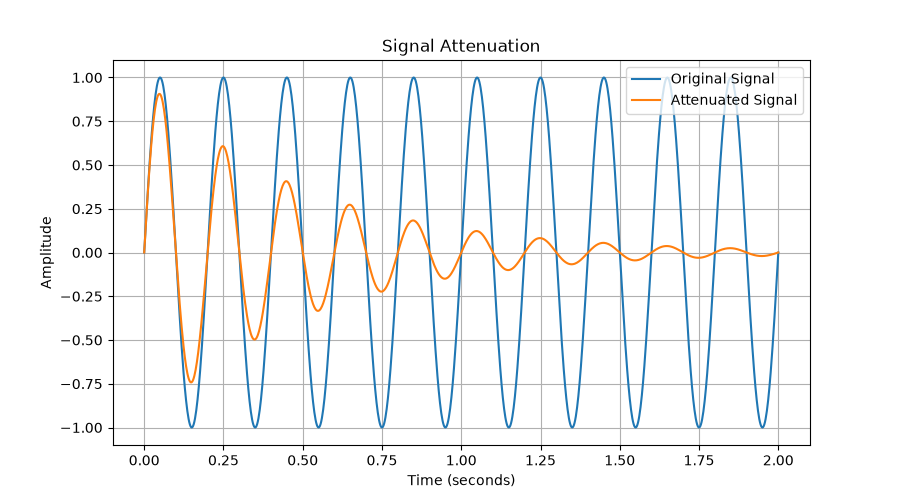 Signal Attenuation
Original Signal
Attenuated Signal
1.00
0.75
0.50
0.25
0.00
−0.25
−0.50
−0.75
−1.00
Amplitude
0.00 0.25 0.50 0.75 1.00 1.25 1.50 1.75 2.00
Time (seconds)